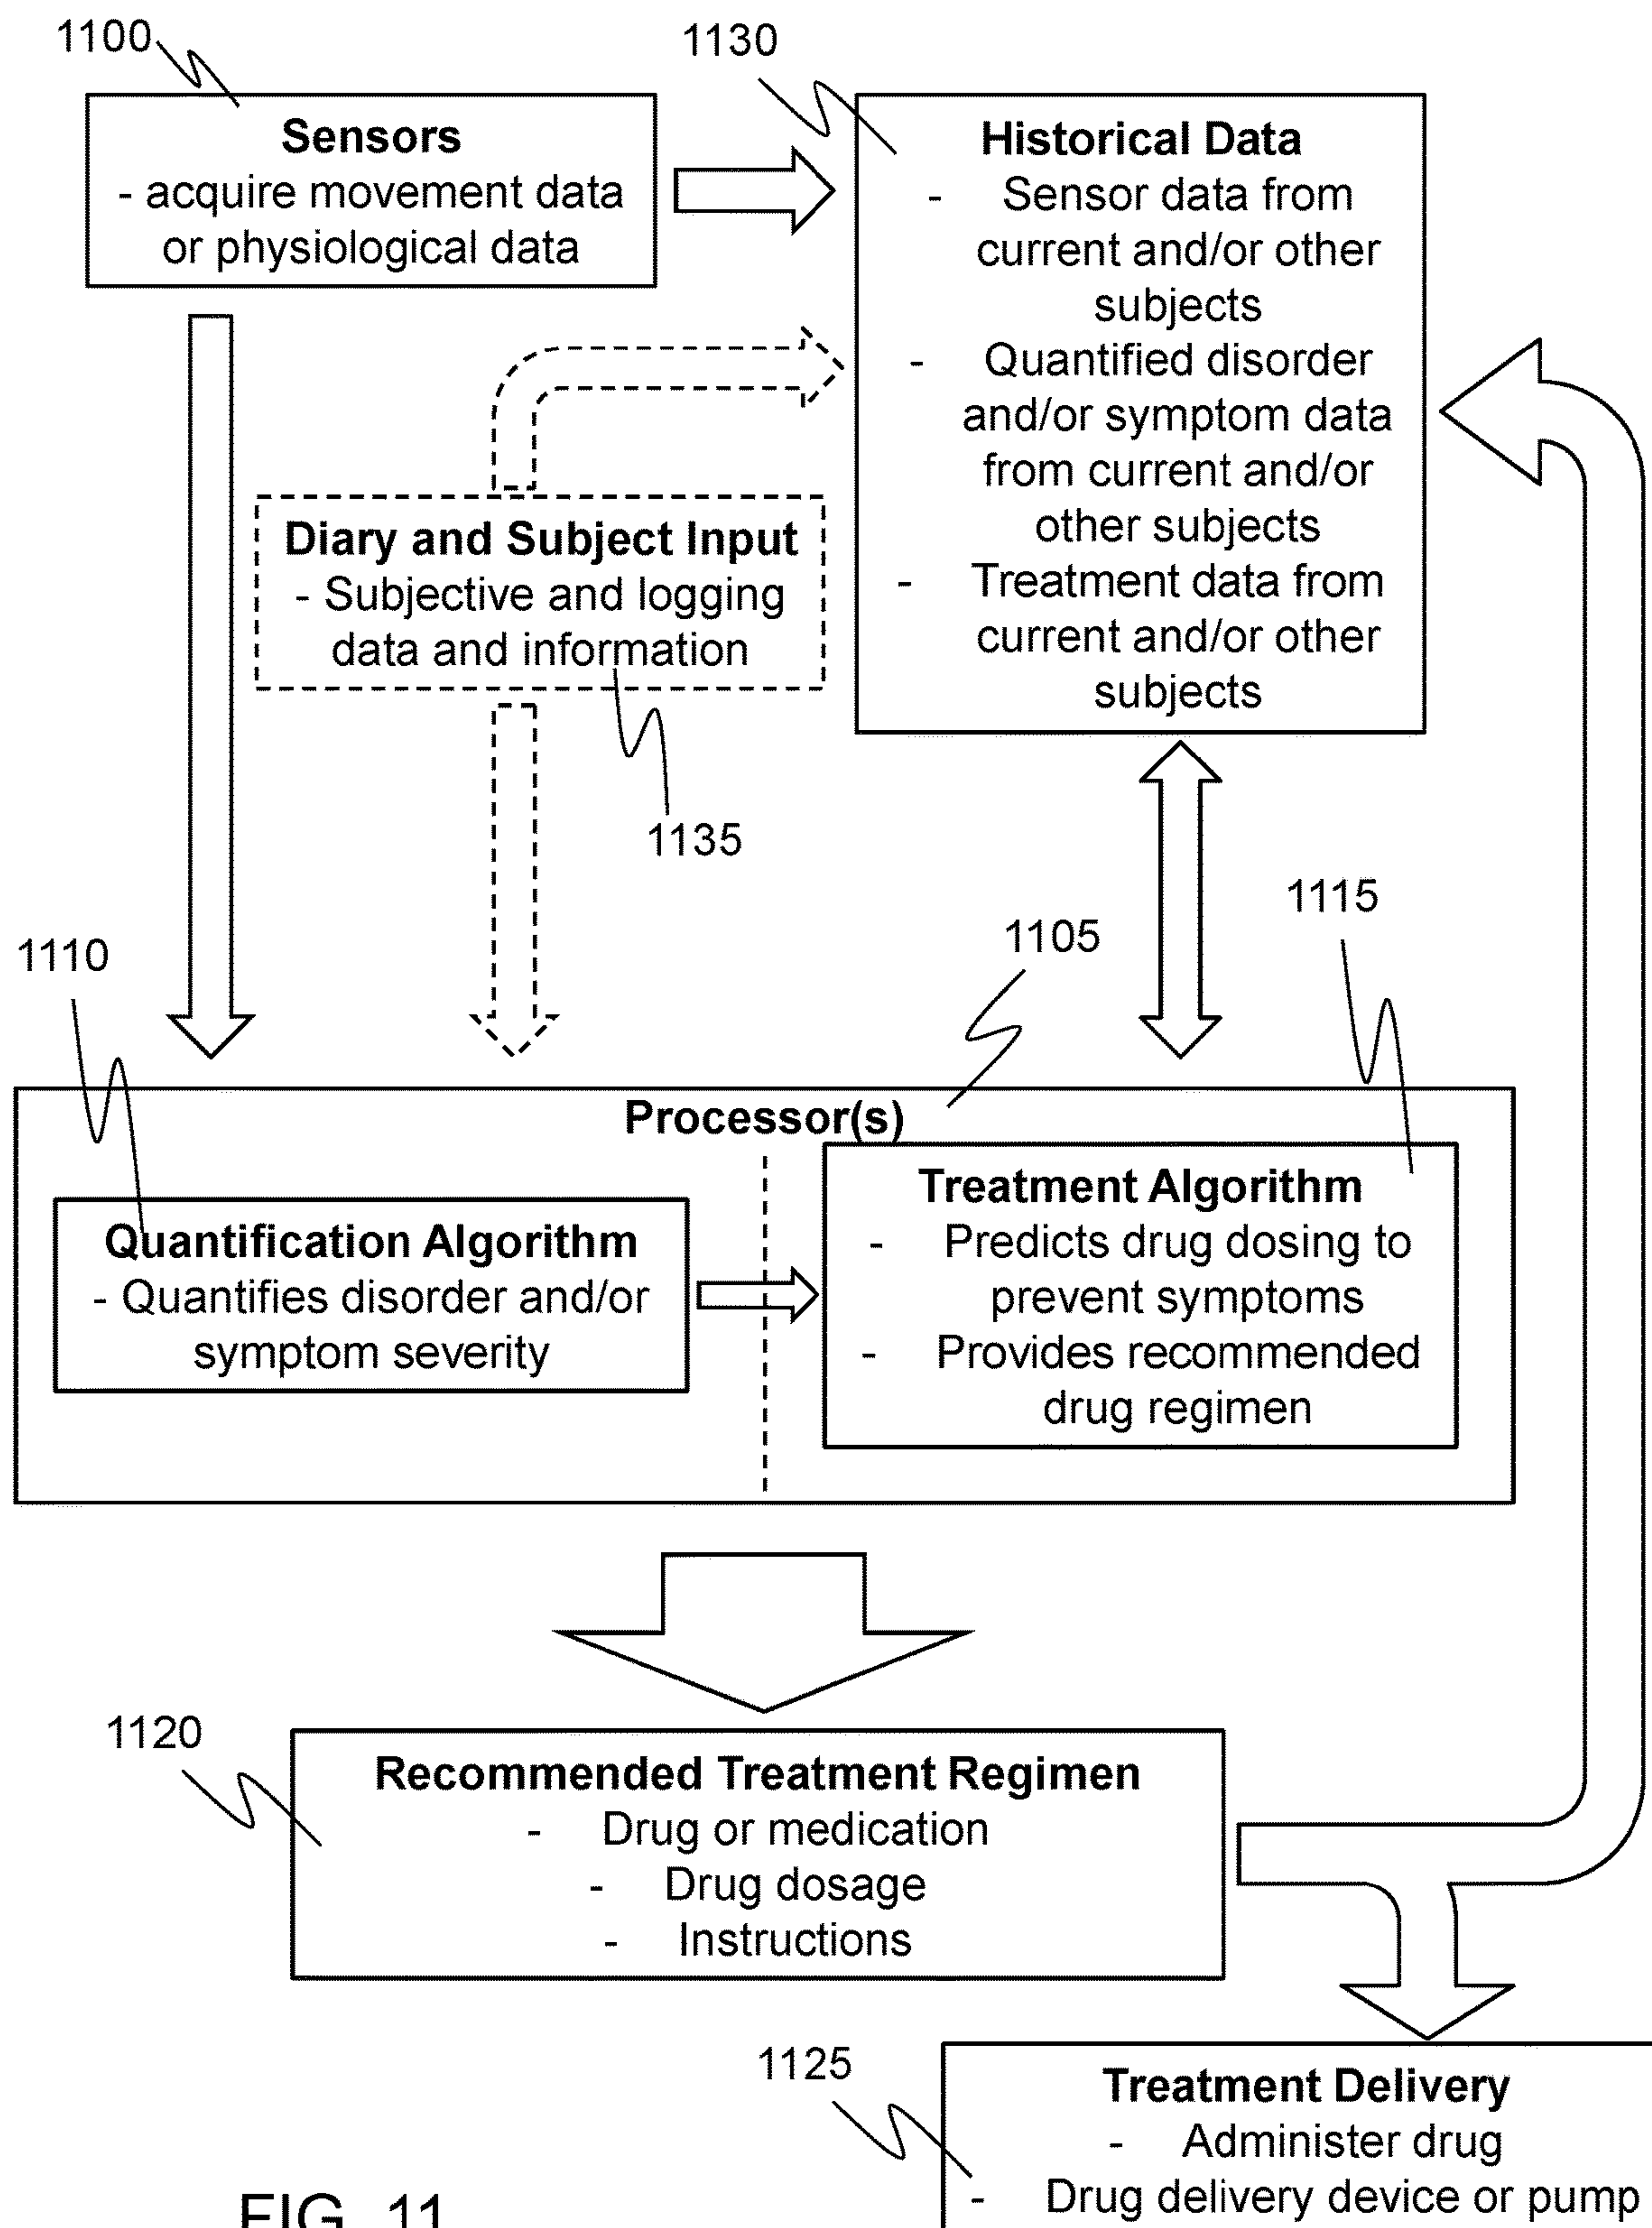 1100
1130
Sensors
- acquire movement data
or physiological data
Historical Data
- Sensor data from
current and/or other
subjects
- Quantified disorder
and/or symptom data
from current and/or
other subjects
- Treatment data from
current and/or other
subjects
Diary and Subject Input
- Subjective and logging
data and information
1135
1115
1105
1110
Processor(s)
Quantification Algorithm
- Quantifies disorder and/or
symptom severity
Treatment Algorithm
- Predicts drug dosing to
prevent symptoms
- Provides recommended
drug regimen
1120
Recommended Treatment Regimen
- Drug or medication
- Drug dosage
- Instructions
1125
Treatment Delivery
- Administer drug
- Drug delivery device or pump
FIG. 11